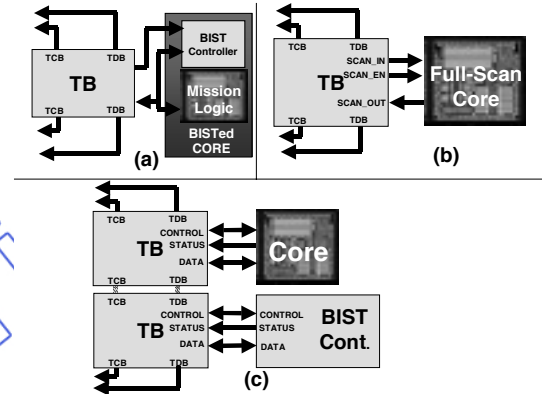 TCB TDB
TB
TCB TDB
BIST
Controller
Mission
Logic
BISTed
CORE
(a)
TCB TDB
SCAN_IN
TB
SCAN_EN
SCAN_OUT
TCB TDB
Full-Scan
Core
(b)
TCB TDB
CONTROL
TB STATUS
DATA
TCB TDB
Core
TCB TDB
CONTROL
TB STATUS
DATA
TCB TDB
CONTROL
STATUS
DATA
BIST
Cont.
(c)